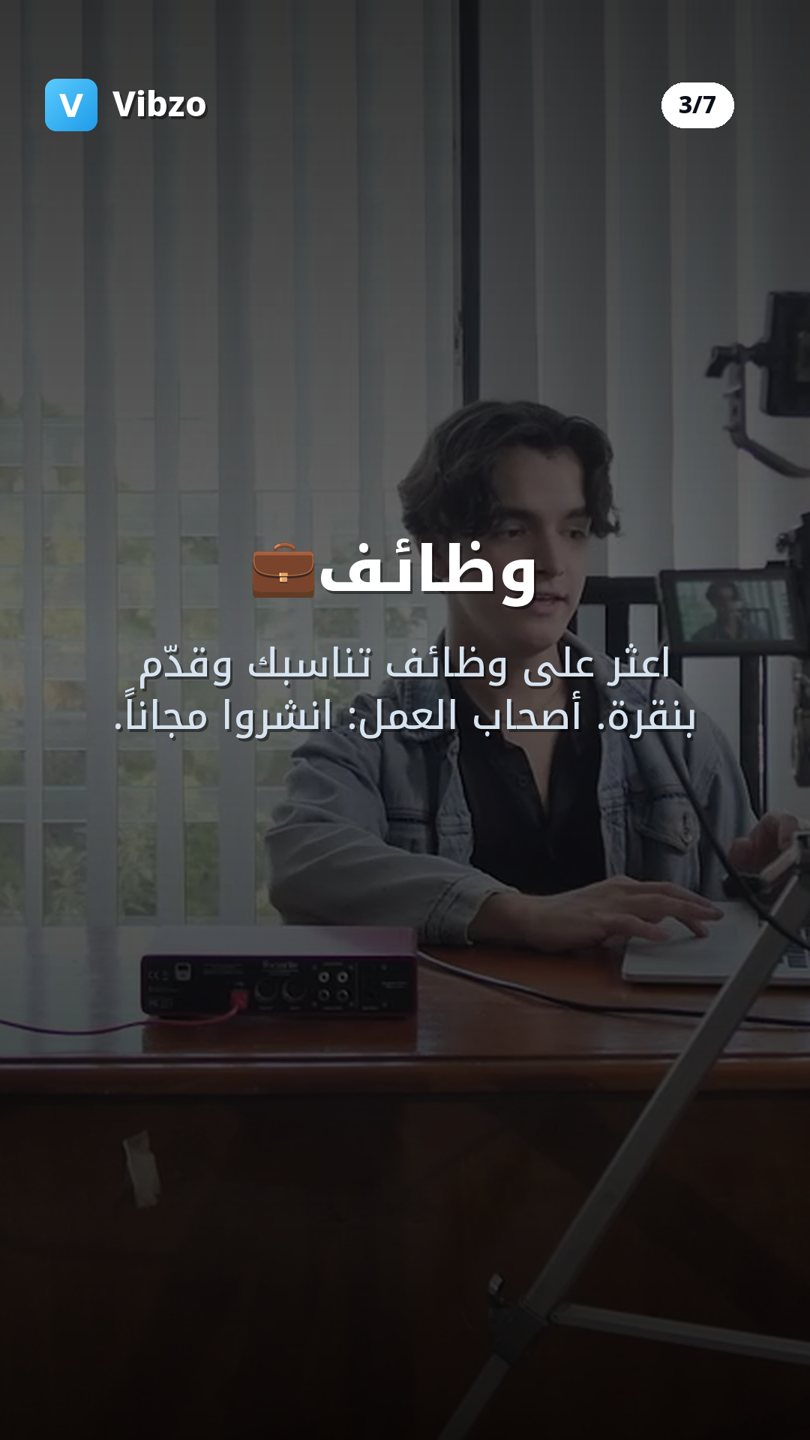 V Vibzo
3/7
وظائف💼
اعثر على وظائف تناسبك وقدّم
بنقرة. أصحاب العمل: انشروا مجاناً.